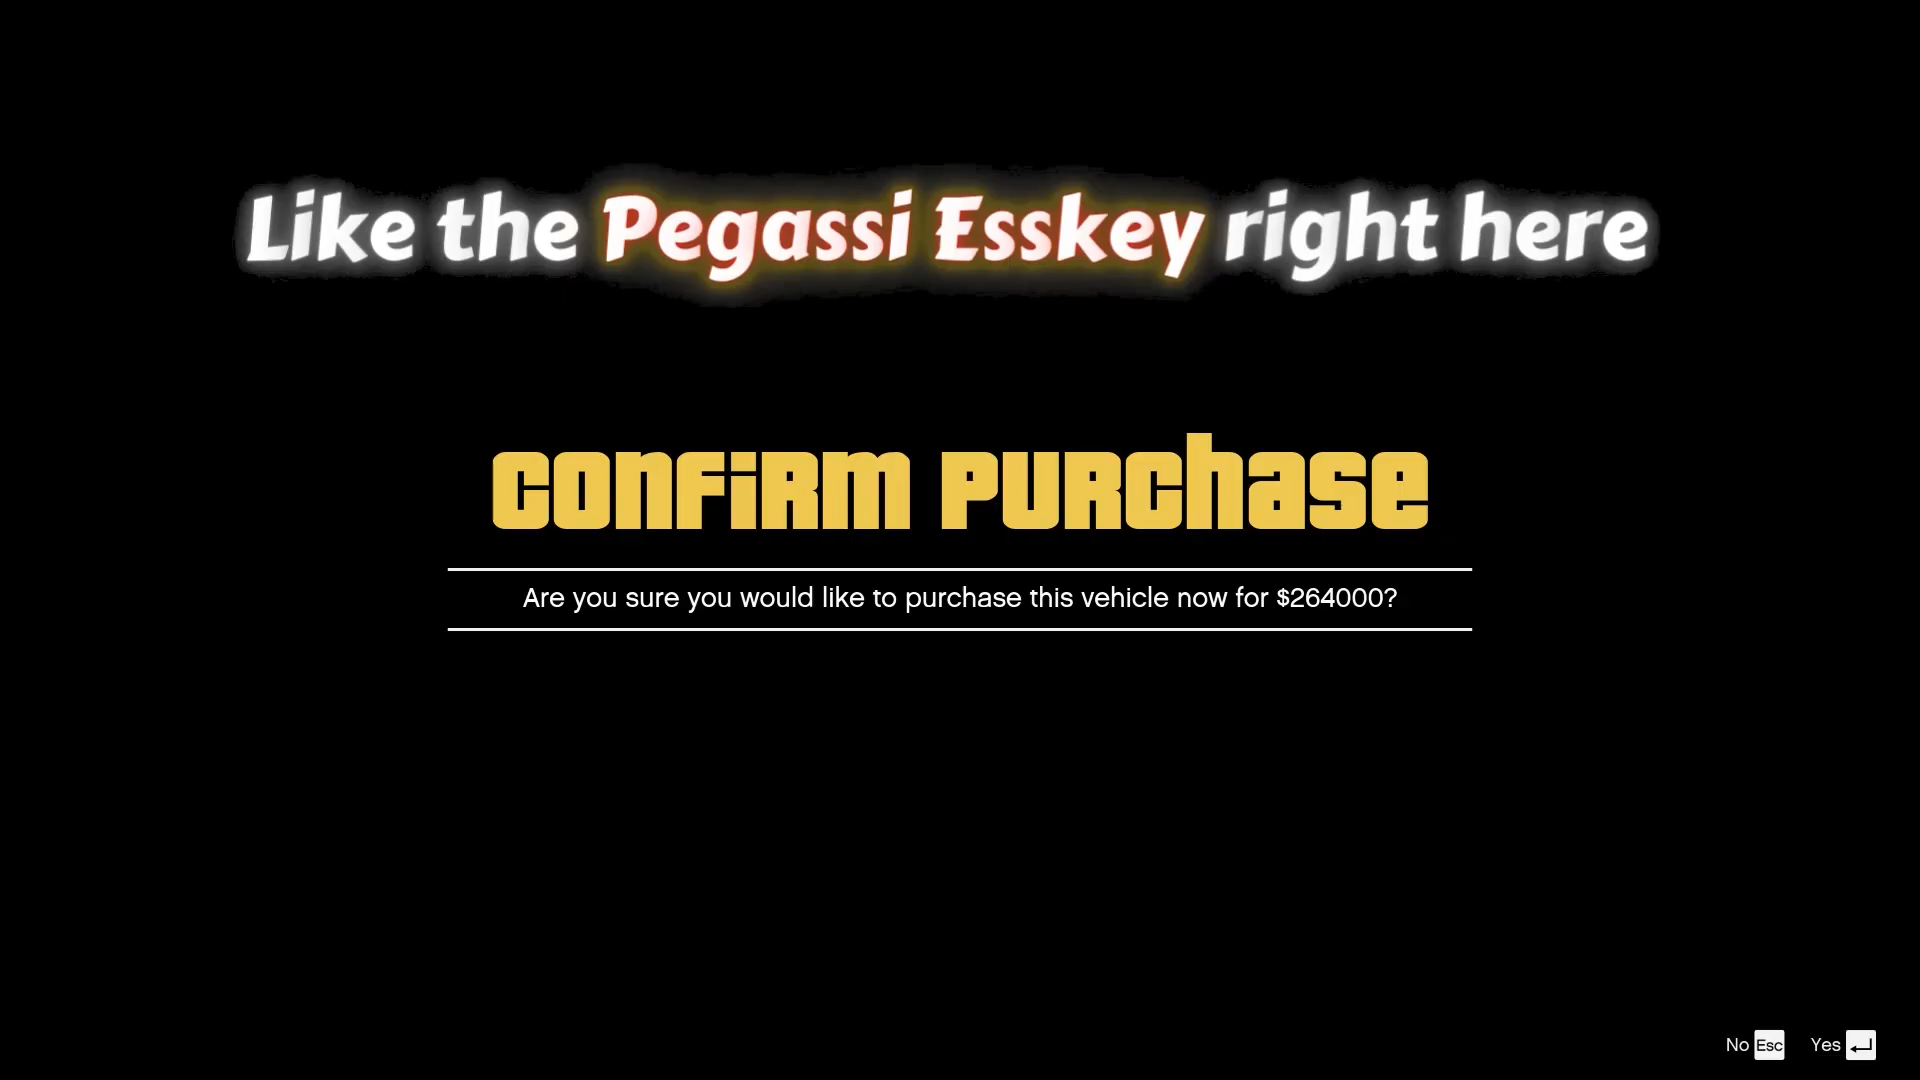 Like the Pegassi Esskey right here
CONFIRM PURCHASE
Are you sure you would like to purchase this vehicle now for $264000?
No Esc Yes